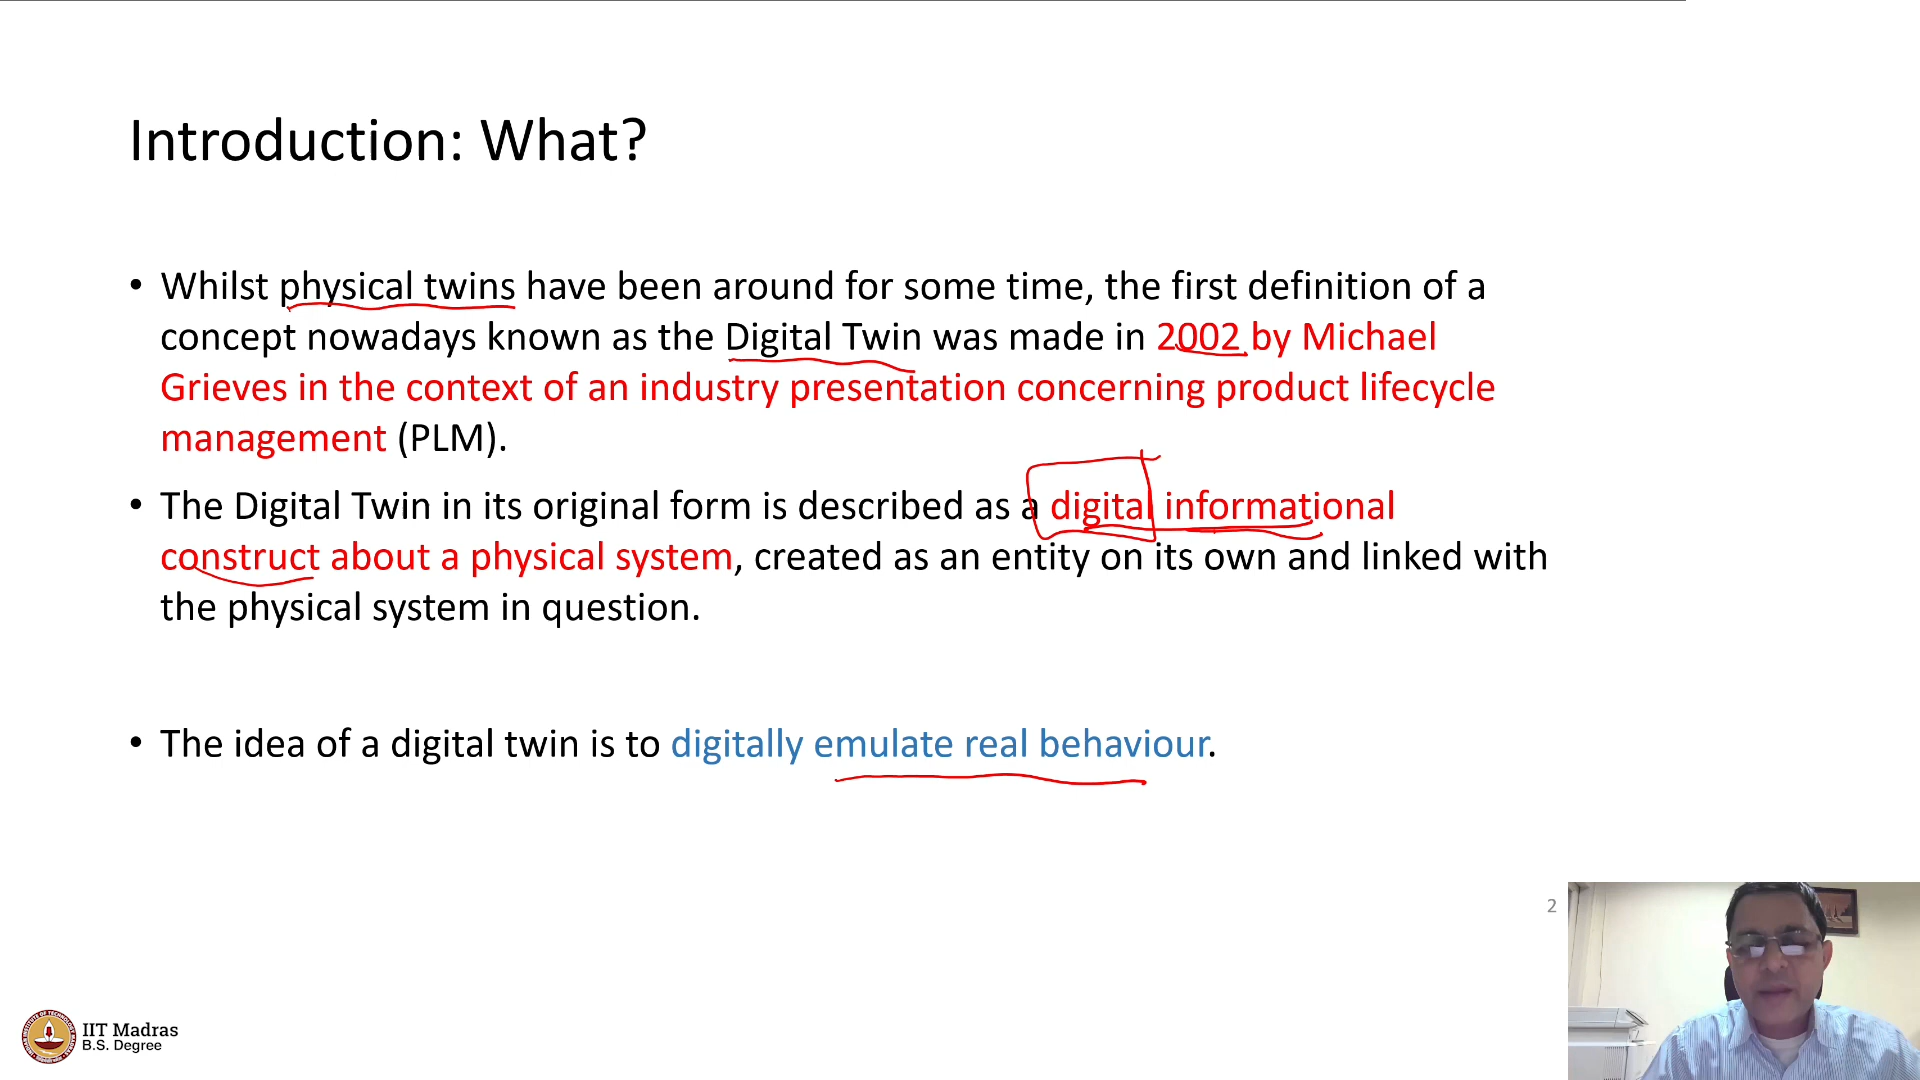 Introduction: What?
• Whilst physical twins have been around for some time, the first definition of a
concept nowadays known as the Digital Twin was made in 2002 by Michael
Grieves in the context of an industry presentation concerning product lifecycle
management (PLM).
• The Digital Twin in its original form is described as a digital informational
construct about a physical system, created as an entity on its own and linked with
the physical system in question.
• The idea of a digital twin is to digitally emulate real behaviour.
2
IIT Madras
B.S. Degree